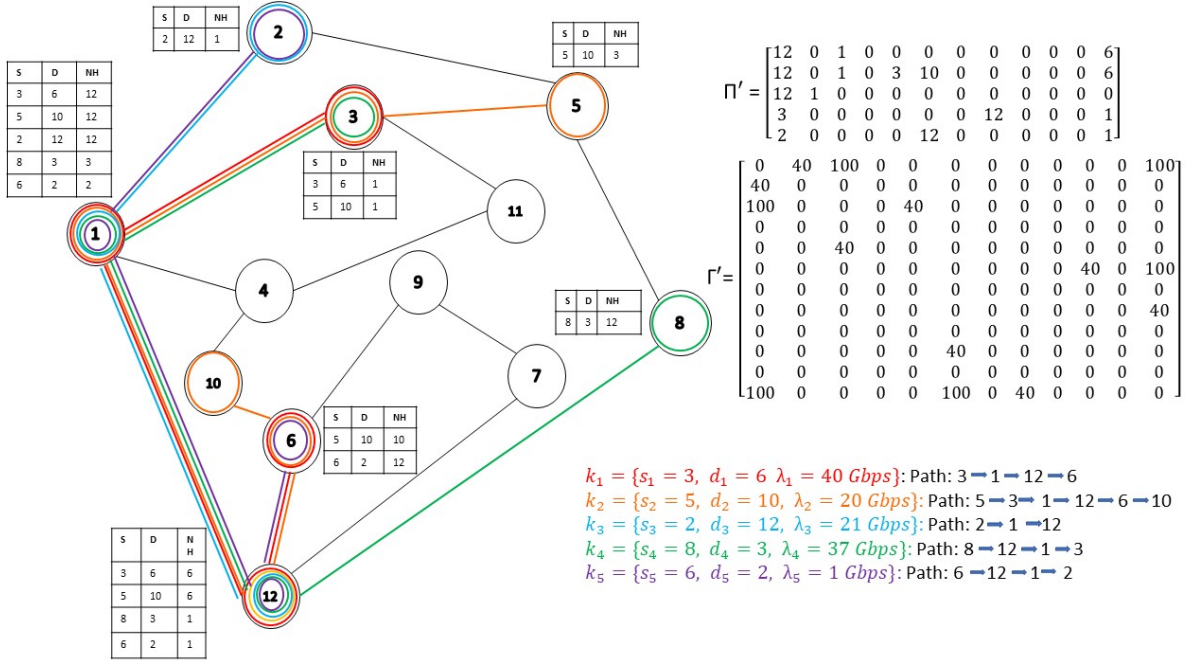 S D NH
2 12 1
2
S D NH
5 10 3
5
S D NH
3 6 12
5 10 12
2 12 12
8 3 3
6 2 2
1
3
S D NH
3 6 1
5 10 1
11
4
9
S D NH
8 3 12
8
10
7
6
S D NH
5 10 10
6 2 12
S D NH
3 6 6
5 10 6
8 3 1
6 2 1
12
Π′ =
12 0 1 0 0 0 0 0 0 0 0 6
12 0 1 0 3 10 0 0 0 0 0 6
12 1 0 0 0 0 0 0 0 0 0 0
3 0 0 0 0 0 0 12 0 0 0 1
2 0 0 0 0 12 0 0 0 0 0 1
Γ′=
0 40 100 0 0 0 0 0 0 0 0 100
40 0 0 0 0 0 0 0 0 0 0 0
100 0 0 0 40 0 0 0 0 0 0 0
0 0 0 0 0 0 0 0 0 0 0 0
0 0 40 0 0 0 0 0 0 0 0 0
0 0 0 0 0 0 0 0 0 40 0 100
0 0 0 0 0 0 0 0 0 0 0 0
0 0 0 0 0 0 0 0 0 0 0 40
0 0 0 0 0 0 0 0 0 0 0 0
0 0 0 0 0 40 0 0 0 0 0 0
0 0 0 0 0 0 0 0 0 0 0 0
100 0 0 0 0 100 0 40 0 0 0 0
k₁ = {s₁ = 3, d₁ = 6 λ₁ = 40 Gbps}: Path: 3 ➡ 1 ➡ 12 ➡ 6
k₂ = {s₂ = 5, d₂ = 10, λ₂ = 20 Gbps}: Path: 5 ➡ 3 ➡ 1 ➡ 12 ➡ 6 ➡ 10
k₃ = {s₃ = 2, d₃ = 12, λ₃ = 21 Gbps}: Path: 2 ➡ 1 ➡ 12
k₄ = {s₄ = 8, d₄ = 3, λ₄ = 37 Gbps}: Path: 8 ➡ 12 ➡ 1 ➡ 3
k₅ = {s₅ = 6, d₅ = 2, λ₅ = 1 Gbps}: Path: 6 ➡ 12 ➡ 1 ➡ 2